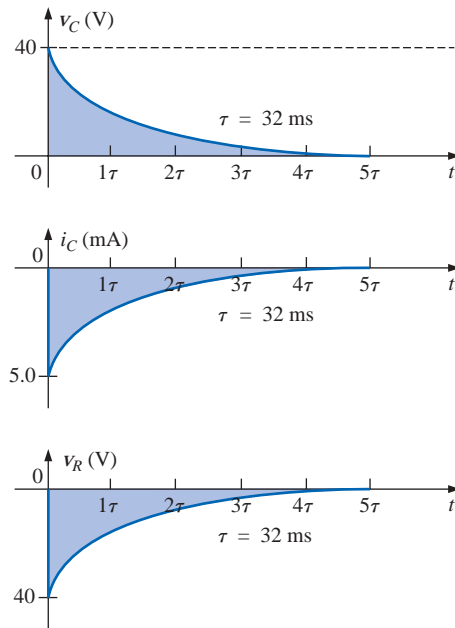 v_C (V)
40
τ = 32 ms
0 1τ 2τ 3τ 4τ 5τ t
0 i_C (mA)
1τ 2τ 3τ 4τ 5τ t
τ = 32 ms
5.0
0 v_R (V)
1τ 2τ 3τ 4τ 5τ t
τ = 32 ms
40